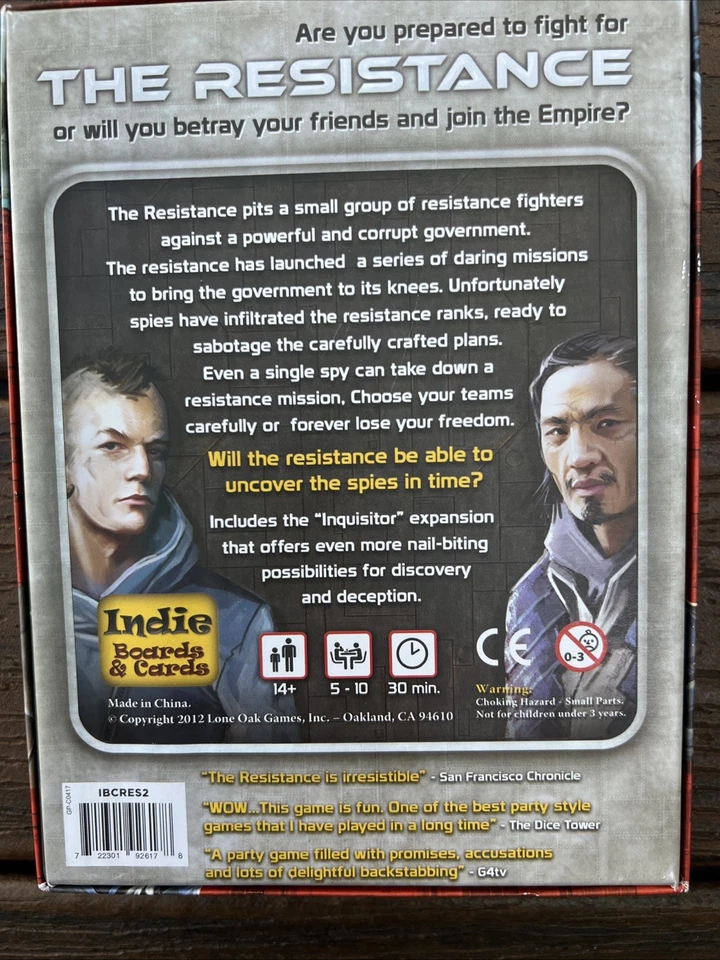 Are you prepared to fight for
THE RESISTANCE
or will you betray your friends and join the Empire?
The Resistance pits a small group of resistance fighters
against a powerful and corrupt government.
The resistance has launched a series of daring missions
to bring the government to its knees. Unfortunately
spies have infiltrated the resistance ranks, ready to
sabotage the carefully crafted plans.
Even a single spy can take down a
resistance mission, Choose your teams
carefully or forever lose your freedom.
Will the resistance be able to
uncover the spies in time?
Includes the “Inquisitor” expansion
that offers even more nail-biting
possibilities for discovery
and deception.
Indie
Boards
& Cards
14+
5 - 10
30 min.
CE
0-3
Made in China.
© Copyright 2012 Lone Oak Games, Inc. – Oakland, CA 94610
Warning:
Choking Hazard - Small Parts.
Not for children under 3 years.
GP-C0417
IBCRES2
7 22301 92617 8
“The Resistance is irresistible” - San Francisco Chronicle
“WOW...This game is fun. One of the best party style
games that I have played in a long time” - The Dice Tower
“A party game filled with promises, accusations
and lots of delightful backstabbing” - G4tv